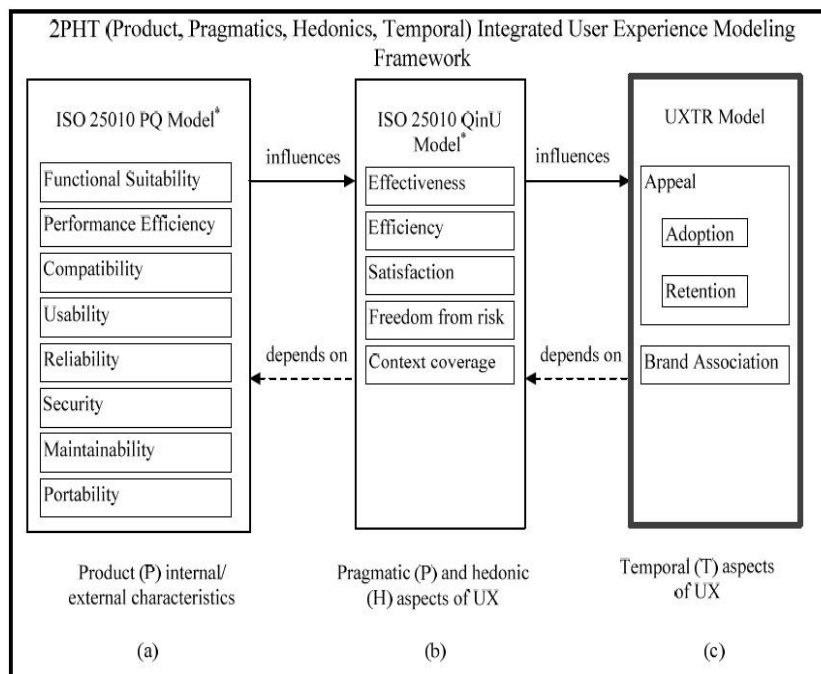 2PHT (Product, Pragmatics, Hedonics, Temporal) Integrated User Experience Modeling
Framework
ISO 25010 PQ Model*
Functional Suitability
Performance Efficiency
Compatibility
Usability
Reliability
Security
Maintainability
Portability
influences
depends on
ISO 25010 QinU
Model*
Effectiveness
Efficiency
Satisfaction
Freedom from risk
Context coverage
influences
depends on
UXTR Model
Appeal
Adoption
Retention
Brand Association
Product (P) internal/
external characteristics
Pragmatic (P) and hedonic
(H) aspects of UX
Temporal (T) aspects
of UX
(a)
(b)
(c)